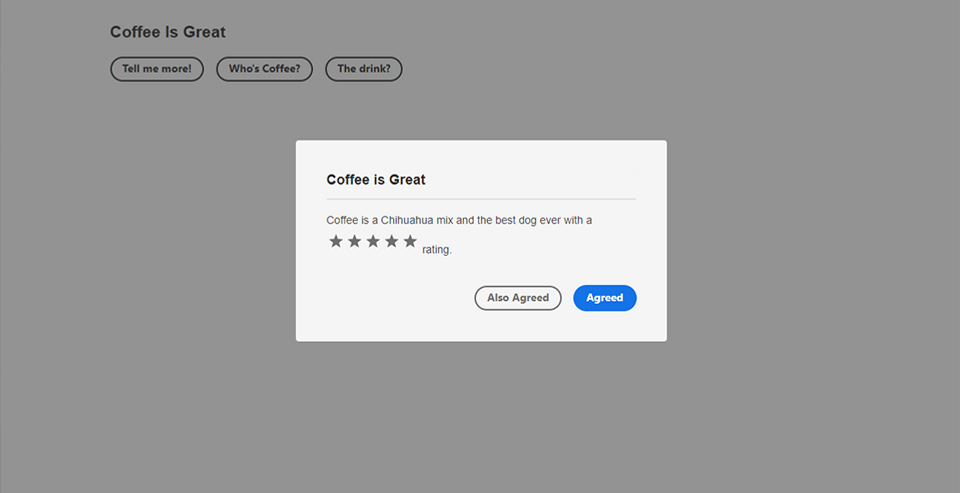 Coffee Is Great
Tell me more! Who's Coffee? The drink?
Coffee is Great
Coffee is a Chihuahua mix and the best dog ever with a
★★★★★ rating.
Also Agreed Agreed